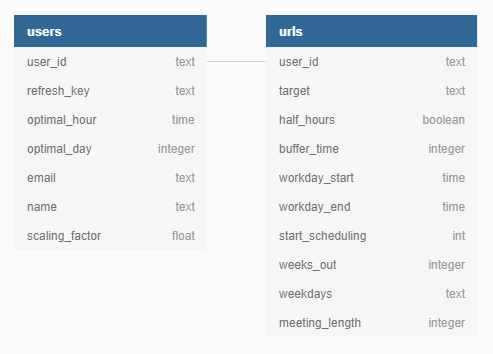 users
user_id text
refresh_key text
optimal_hour time
optimal_day integer
email text
name text
scaling_factor float
urls
user_id text
target text
half_hours boolean
buffer_time integer
workday_start time
workday_end time
start_scheduling int
weeks_out integer
weekdays text
meeting_length integer